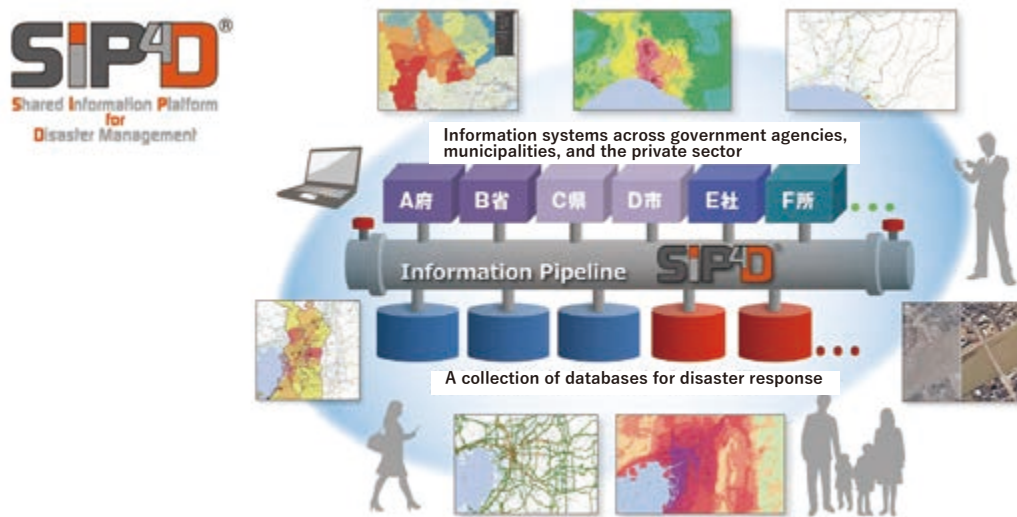 SIP4D®
Shared Information Platform
for
Disaster Management
Information systems across government agencies,
municipalities, and the private sector
A府 B省 C県 D市 E社 F所
Information Pipeline SIP4D
A collection of databases for disaster response